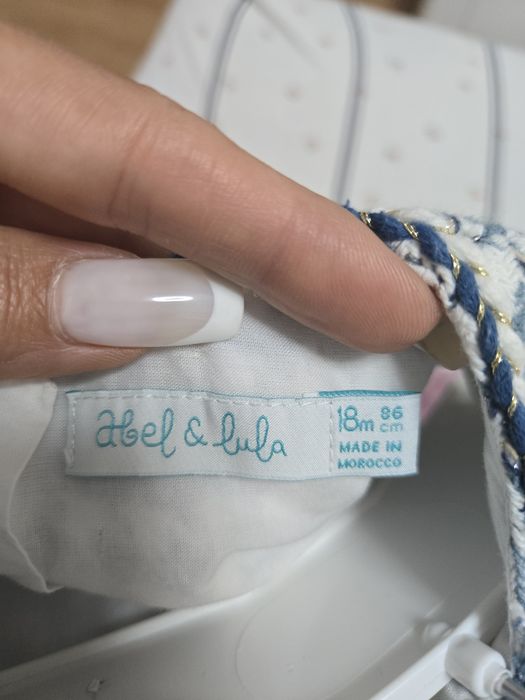 abel & lula
18m 86 cm
MADE IN
MOROCCO